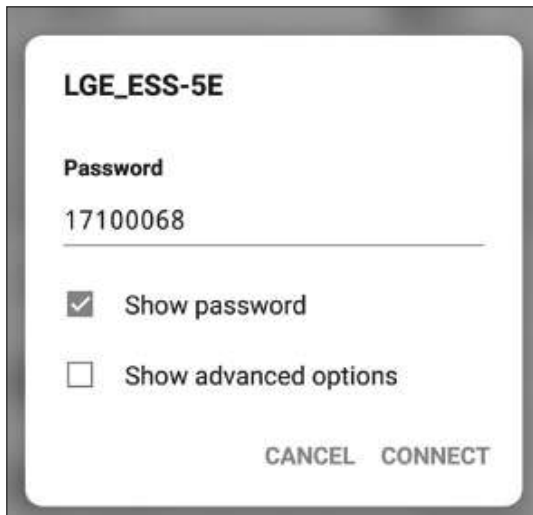 LGE_ESS-5E
Password
17100068
Show password
Show advanced options
CANCEL CONNECT